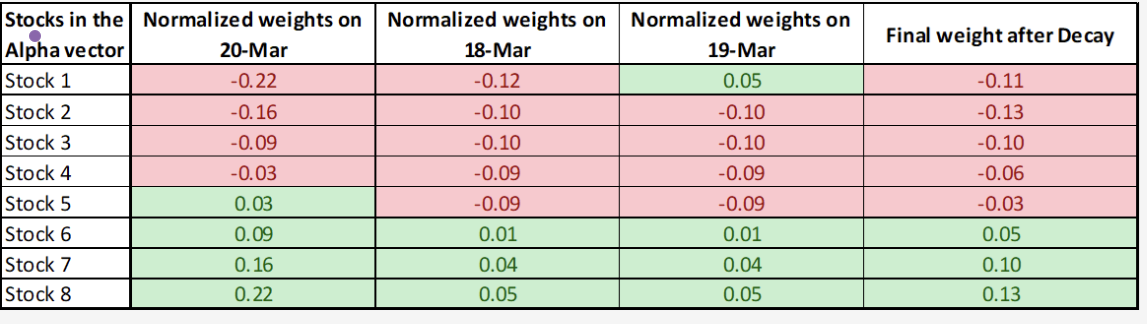 Stocks in the Alpha vector Normalized weights on 20-Mar Normalized weights on 18-Mar Normalized weights on 19-Mar Final weight after Decay
Stock 1 -0.22 -0.12 0.05 -0.11
Stock 2 -0.16 -0.10 -0.10 -0.13
Stock 3 -0.09 -0.10 -0.10 -0.10
Stock 4 -0.03 -0.09 -0.09 -0.06
Stock 5 0.03 -0.09 -0.09 -0.03
Stock 6 0.09 0.01 0.01 0.05
Stock 7 0.16 0.04 0.04 0.10
Stock 8 0.22 0.05 0.05 0.13